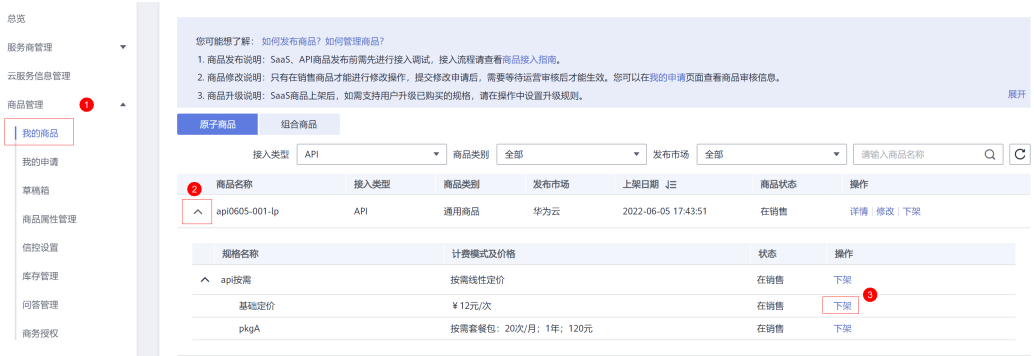 总览
服务商管理
云服务信息管理
商品管理 1
我的商品
我的申请
草稿箱
商品属性管理
信控设置
库存管理
问答管理
商务授权
您可能想了解： 如何发布商品? 如何管理商品?
1. 商品发布说明：SaaS、API商品发布前需先进行接入调试，接入流程请查看商品接入指南。
2. 商品修改说明：只有在销售商品才能进行修改操作，提交修改申请后，需要等待运营审核后才能生效。您可以在我的申请页面查看商品审核信息。
3. 商品升级说明：SaaS商品上架后，如需支持用户升级已购买的规格，请在操作中设置升级规则。 展开
原子商品 组合商品
接入类型 API 商品类别 全部 发布市场 全部 请输入商品名称
商品名称 接入类型 商品类别 发布市场 上架日期 商品状态 操作
2
api0605-001-lp API 通用商品 华为云 2022-06-05 17:43:51 在销售 详情 | 修改 | 下架
规格名称 计费模式及价格 状态 操作
api按需 按需线性定价 在销售 下架
3
基础定价 ¥12元/次 在销售 下架
pkgA 按需套餐包：20次/月；1年；120元 在销售 下架